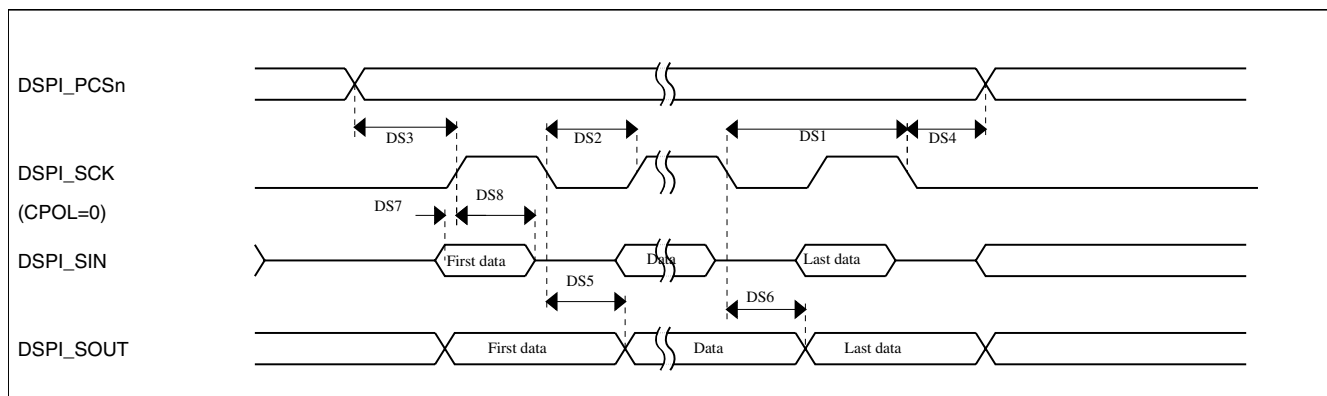 DSPI_PCSn
DS3
DS2
DS1
DS4
DSPI_SCK
(CPOL=0)
DS7
DS8
DSPI_SIN
First data
Data
Last data
DS5
DS6
DSPI_SOUT
First data
Data
Last data